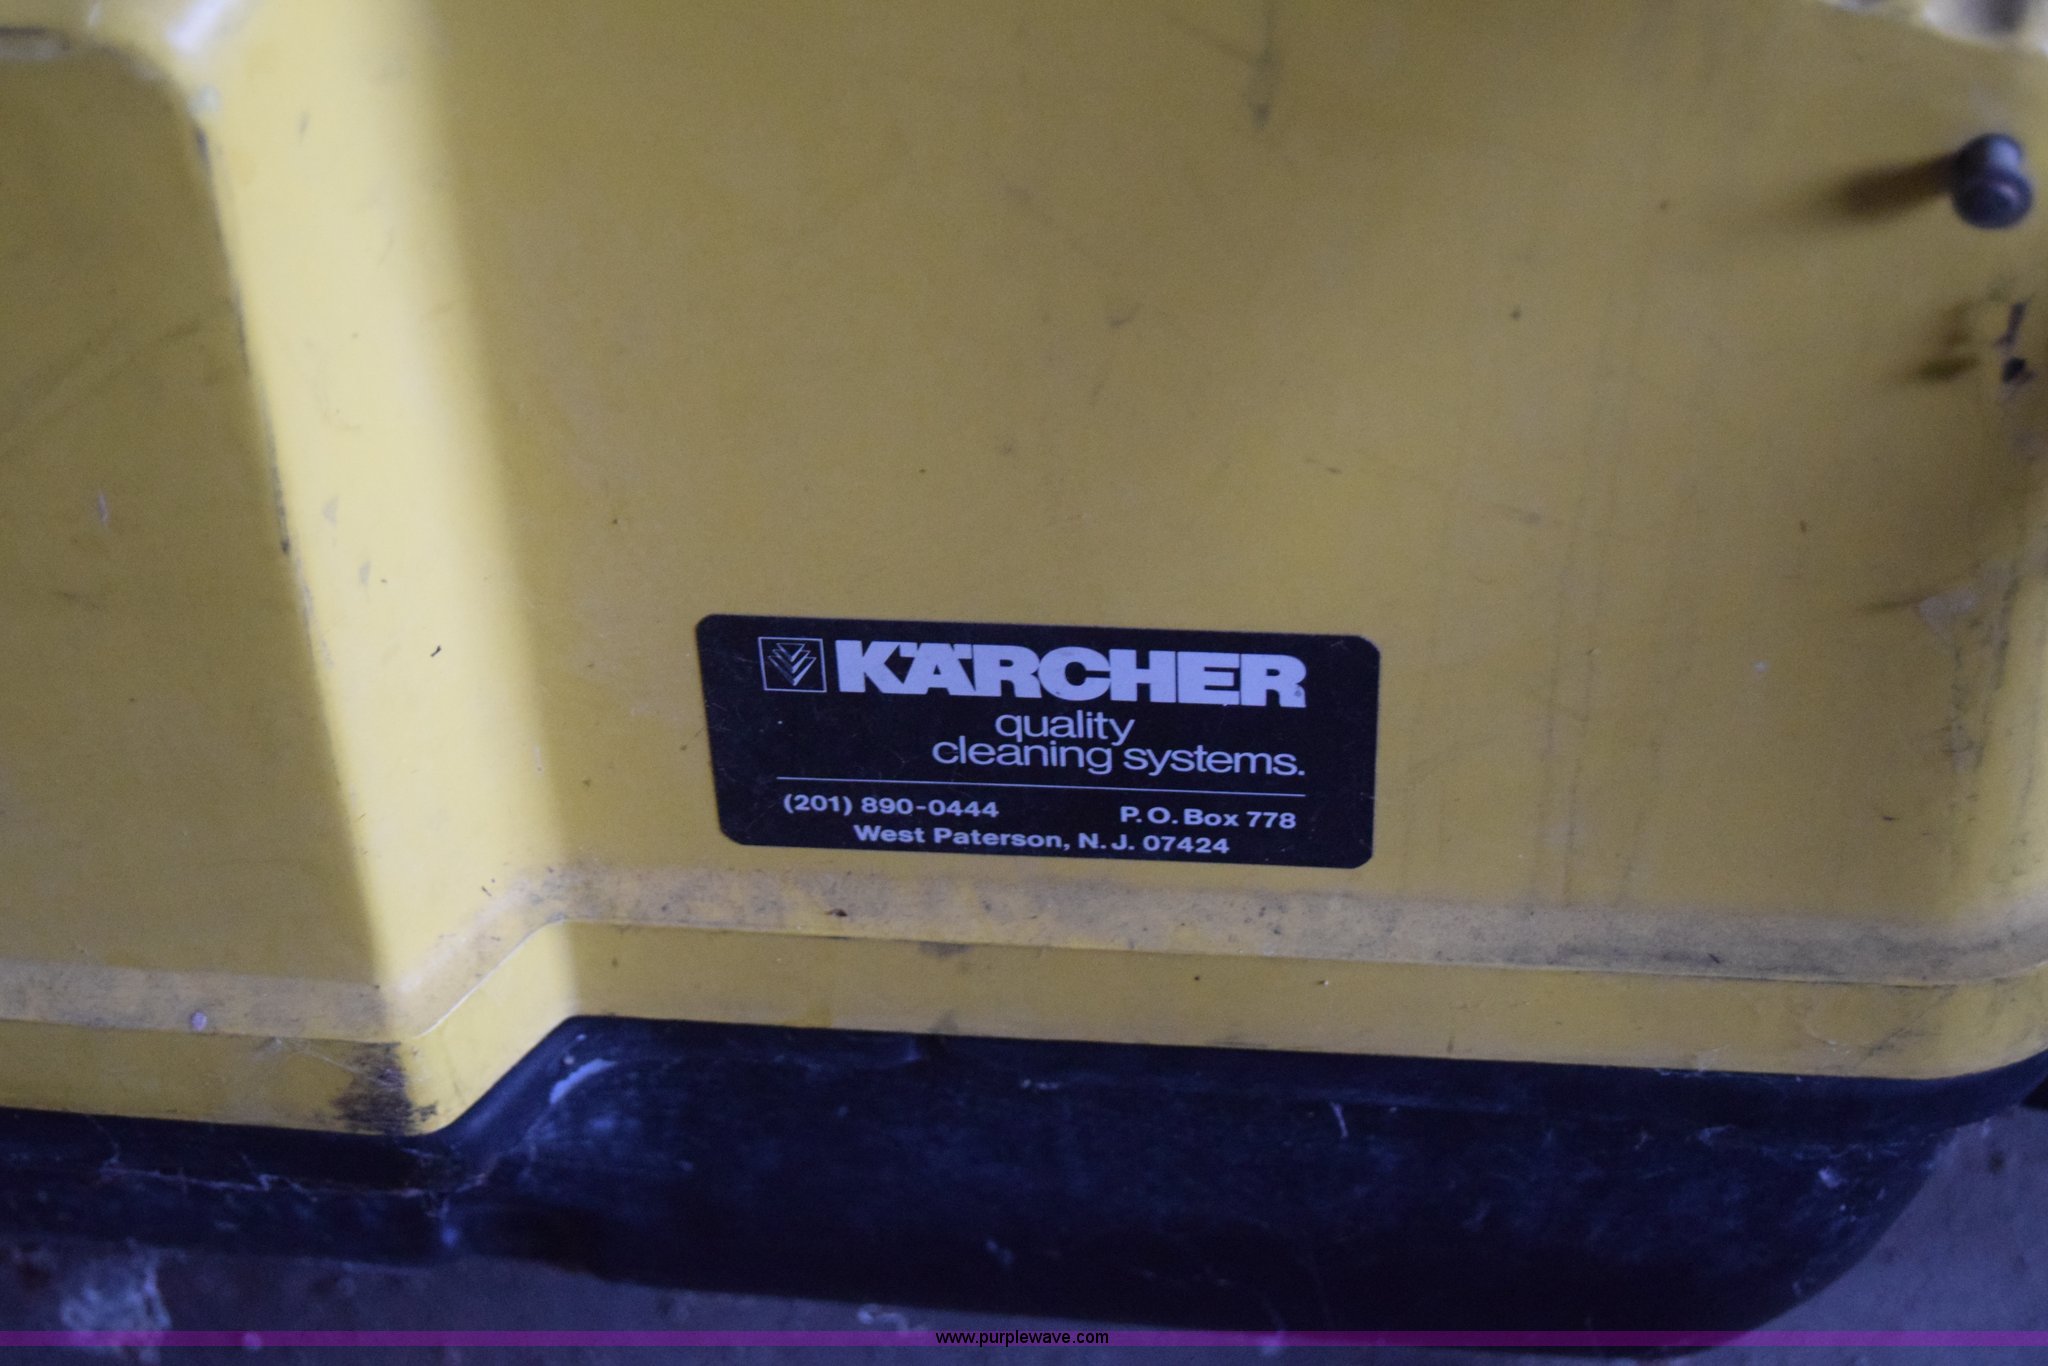 KÄRCHER®
quality
cleaning systems.
(201) 890-0444 P.O. Box 778
West Paterson, N.J. 07424
www.purplewave.com